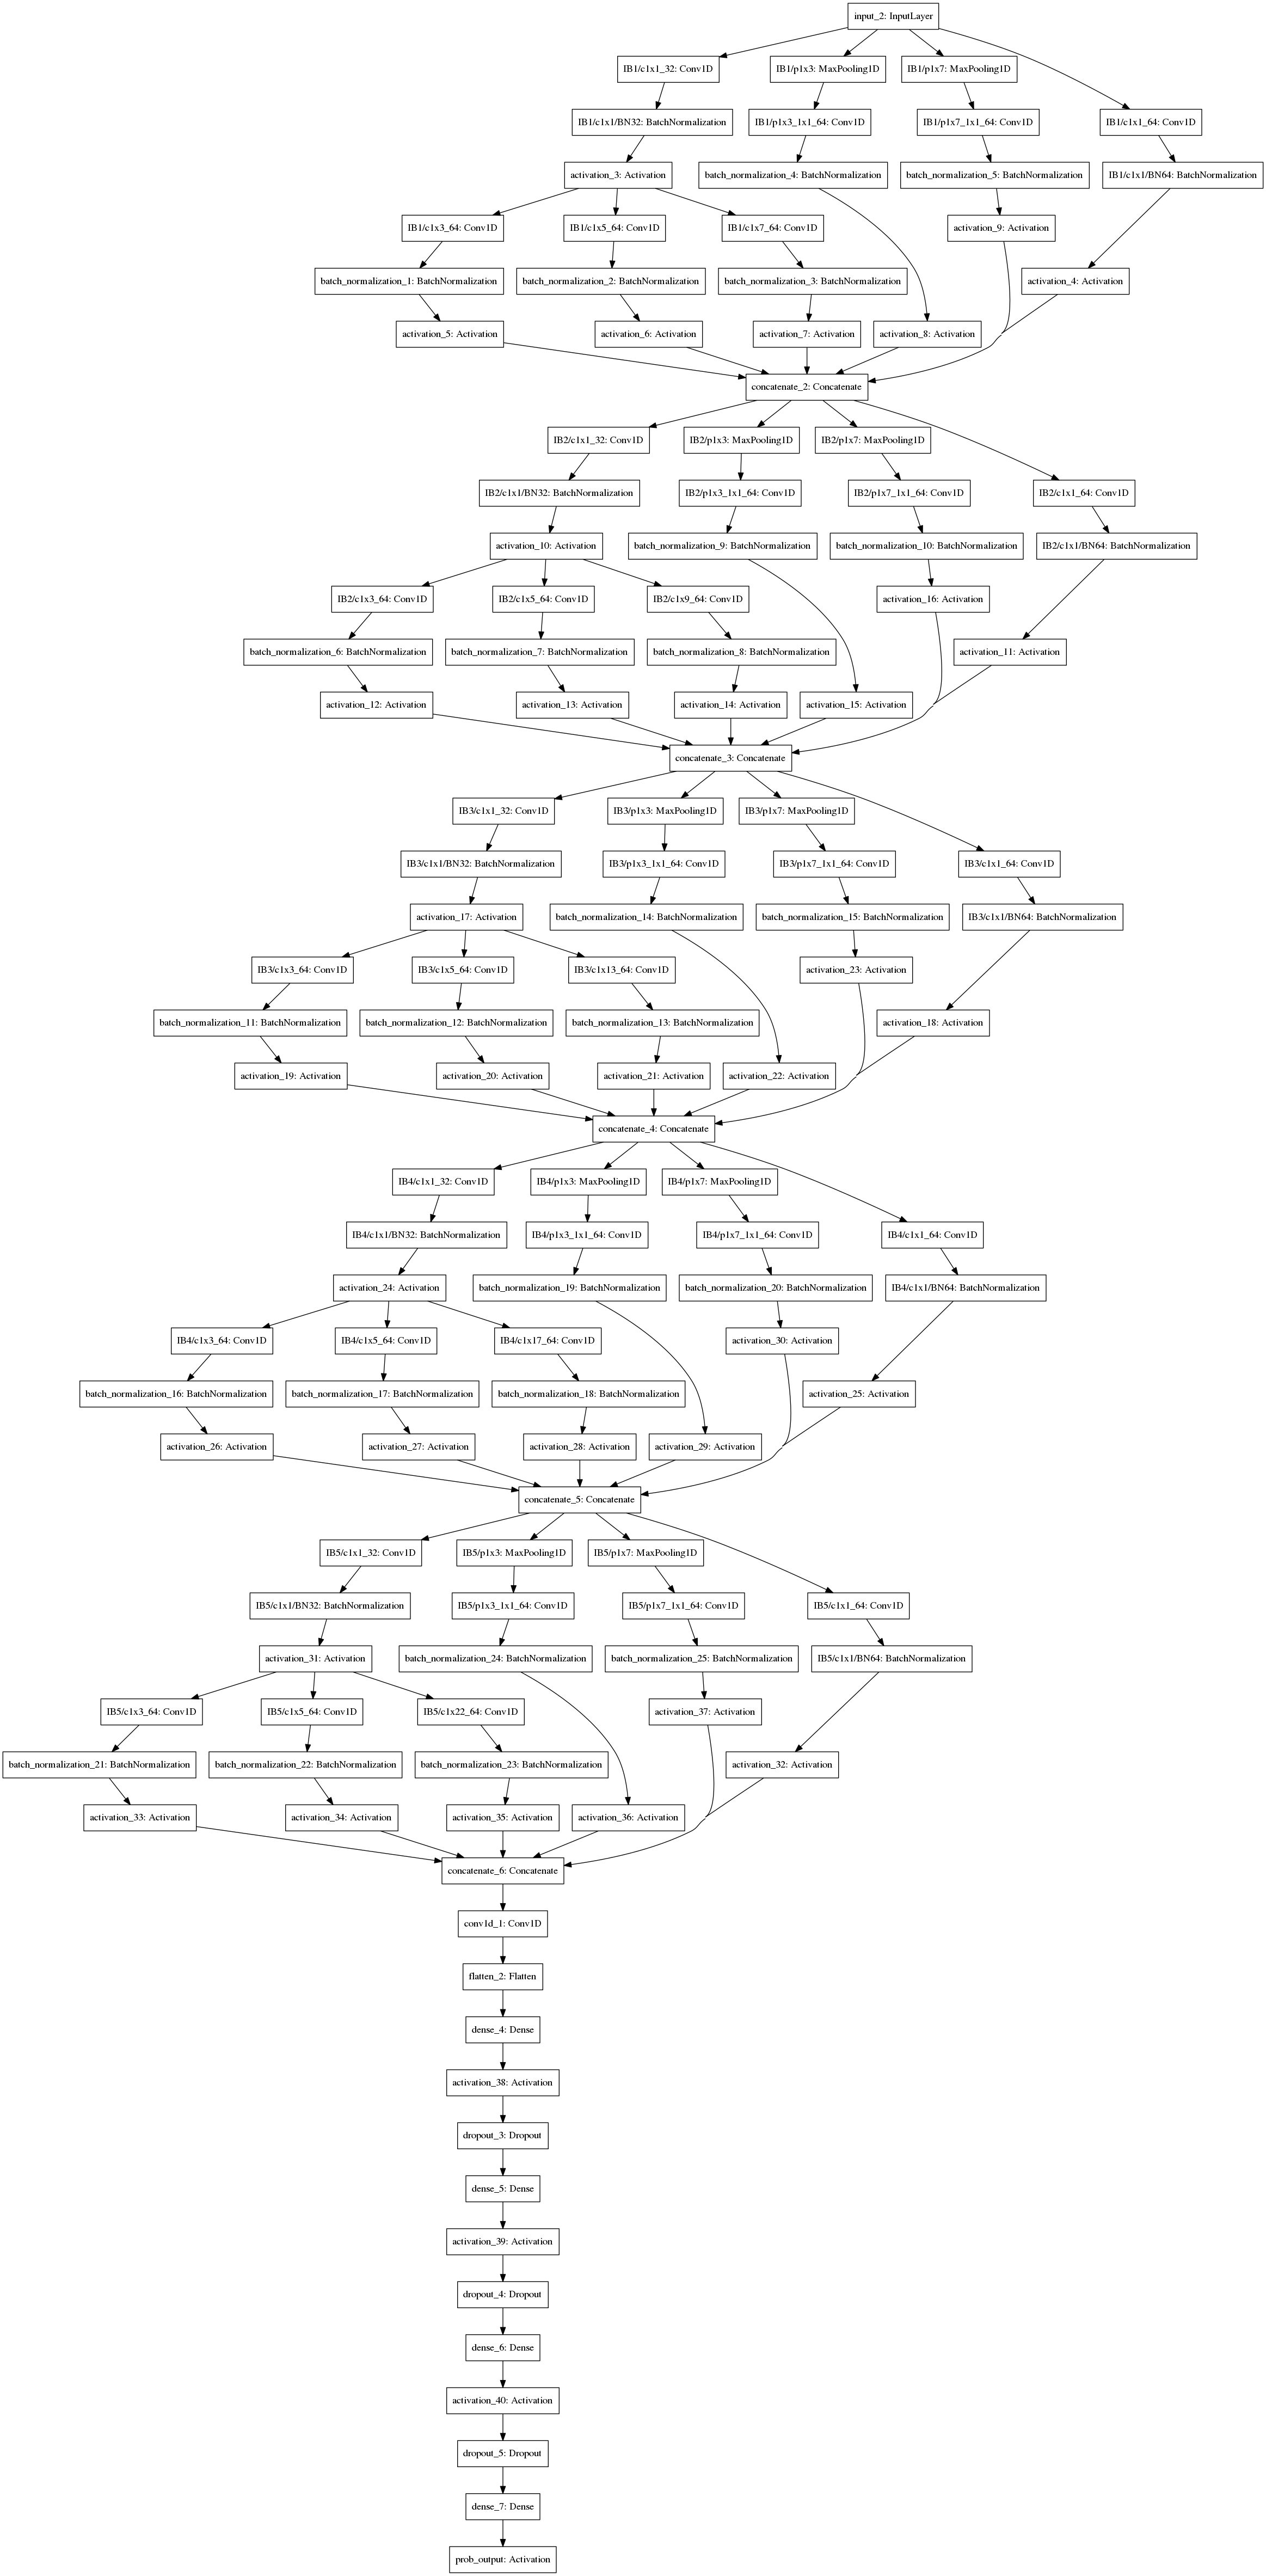 input_2: InputLayer
IB1/c1x1_32: Conv1D
IB1/p1x3: MaxPooling1D
IB1/p1x7: MaxPooling1D
IB1/c1x1/BN32: BatchNormalization
IB1/p1x3_1x1_64: Conv1D
IB1/p1x7_1x1_64: Conv1D
IB1/c1x1_64: Conv1D
activation_3: Activation
batch_normalization_4: BatchNormalization
batch_normalization_5: BatchNormalization
IB1/c1x1/BN64: BatchNormalization
IB1/c1x3_64: Conv1D
IB1/c1x5_64: Conv1D
IB1/c1x7_64: Conv1D
activation_9: Activation
batch_normalization_1: BatchNormalization
batch_normalization_2: BatchNormalization
batch_normalization_3: BatchNormalization
activation_4: Activation
activation_5: Activation
activation_6: Activation
activation_7: Activation
activation_8: Activation
concatenate_2: Concatenate
IB2/c1x1_32: Conv1D
IB2/p1x3: MaxPooling1D
IB2/p1x7: MaxPooling1D
IB2/c1x1/BN32: BatchNormalization
IB2/p1x3_1x1_64: Conv1D
IB2/p1x7_1x1_64: Conv1D
IB2/c1x1_64: Conv1D
activation_10: Activation
batch_normalization_9: BatchNormalization
batch_normalization_10: BatchNormalization
IB2/c1x1/BN64: BatchNormalization
IB2/c1x3_64: Conv1D
IB2/c1x5_64: Conv1D
IB2/c1x9_64: Conv1D
activation_16: Activation
batch_normalization_6: BatchNormalization
batch_normalization_7: BatchNormalization
batch_normalization_8: BatchNormalization
activation_11: Activation
activation_12: Activation
activation_13: Activation
activation_14: Activation
activation_15: Activation
concatenate_3: Concatenate
IB3/c1x1_32: Conv1D
IB3/p1x3: MaxPooling1D
IB3/p1x7: MaxPooling1D
IB3/c1x1/BN32: BatchNormalization
IB3/p1x3_1x1_64: Conv1D
IB3/p1x7_1x1_64: Conv1D
IB3/c1x1_64: Conv1D
activation_17: Activation
batch_normalization_14: BatchNormalization
batch_normalization_15: BatchNormalization
IB3/c1x1/BN64: BatchNormalization
IB3/c1x3_64: Conv1D
IB3/c1x5_64: Conv1D
IB3/c1x13_64: Conv1D
activation_23: Activation
batch_normalization_11: BatchNormalization
batch_normalization_12: BatchNormalization
batch_normalization_13: BatchNormalization
activation_18: Activation
activation_19: Activation
activation_20: Activation
activation_21: Activation
activation_22: Activation
concatenate_4: Concatenate
IB4/c1x1_32: Conv1D
IB4/p1x3: MaxPooling1D
IB4/p1x7: MaxPooling1D
IB4/c1x1/BN32: BatchNormalization
IB4/p1x3_1x1_64: Conv1D
IB4/p1x7_1x1_64: Conv1D
IB4/c1x1_64: Conv1D
activation_24: Activation
batch_normalization_19: BatchNormalization
batch_normalization_20: BatchNormalization
IB4/c1x1/BN64: BatchNormalization
IB4/c1x3_64: Conv1D
IB4/c1x5_64: Conv1D
IB4/c1x17_64: Conv1D
activation_30: Activation
batch_normalization_16: BatchNormalization
batch_normalization_17: BatchNormalization
batch_normalization_18: BatchNormalization
activation_25: Activation
activation_26: Activation
activation_27: Activation
activation_28: Activation
activation_29: Activation
concatenate_5: Concatenate
IB5/c1x1_32: Conv1D
IB5/p1x3: MaxPooling1D
IB5/p1x7: MaxPooling1D
IB5/c1x1/BN32: BatchNormalization
IB5/p1x3_1x1_64: Conv1D
IB5/p1x7_1x1_64: Conv1D
IB5/c1x1_64: Conv1D
activation_31: Activation
batch_normalization_24: BatchNormalization
batch_normalization_25: BatchNormalization
IB5/c1x1/BN64: BatchNormalization
IB5/c1x3_64: Conv1D
IB5/c1x5_64: Conv1D
IB5/c1x22_64: Conv1D
activation_37: Activation
batch_normalization_21: BatchNormalization
batch_normalization_22: BatchNormalization
batch_normalization_23: BatchNormalization
activation_32: Activation
activation_33: Activation
activation_34: Activation
activation_35: Activation
activation_36: Activation
concatenate_6: Concatenate
conv1d_1: Conv1D
flatten_2: Flatten
dense_4: Dense
activation_38: Activation
dropout_3: Dropout
dense_5: Dense
activation_39: Activation
dropout_4: Dropout
dense_6: Dense
activation_40: Activation
dropout_5: Dropout
dense_7: Dense
prob_output: Activation